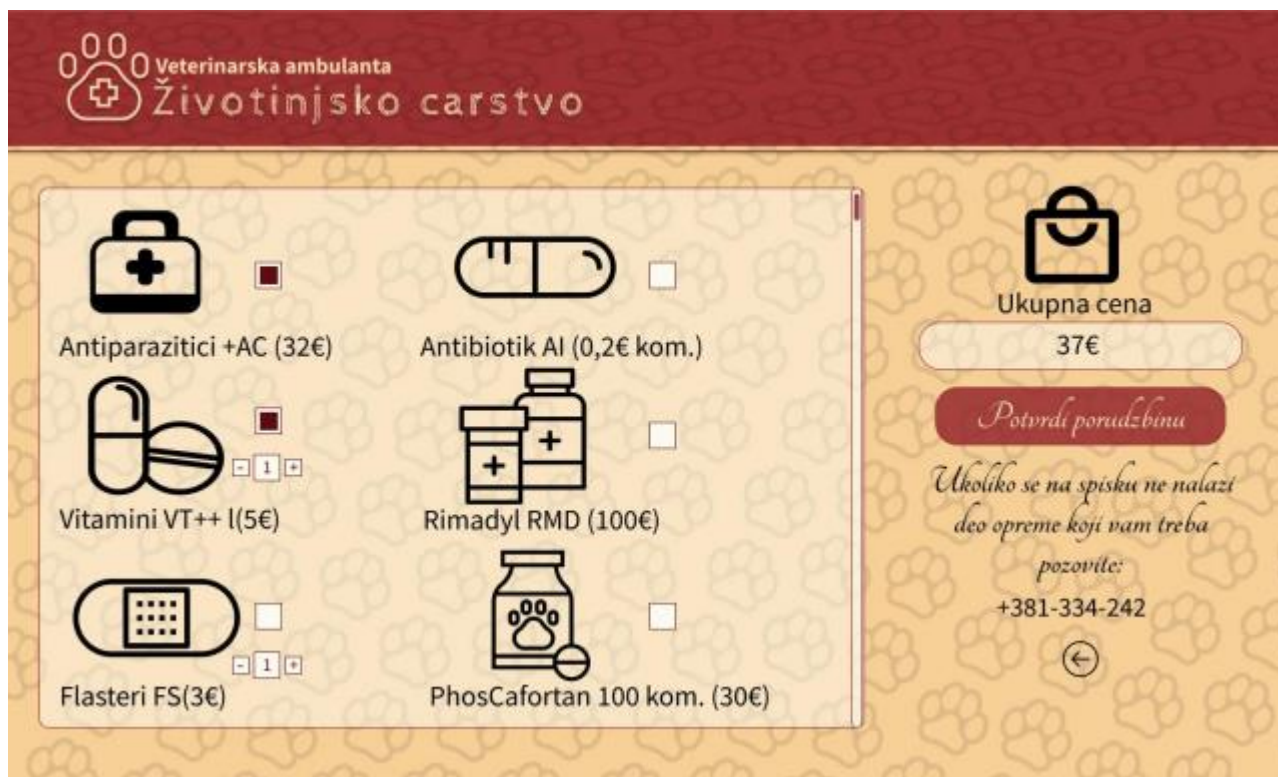 Veterinarska ambulanta
Životinjsko carstvo
Antiparazitici +AC (32€)
Antibiotik AI (0,2€ kom.)
- 1 +
Vitamini VT++ l(5€)
Rimadyl RMD (100€)
- 1 +
Flasteri FS(3€)
PhosCafortan 100 kom. (30€)
Ukupna cena
37€
Potvrdi porudzbinu
Ukoliko se na spisku ne nalazi
deo opreme koji vam treba
pozovite:
+381-334-242